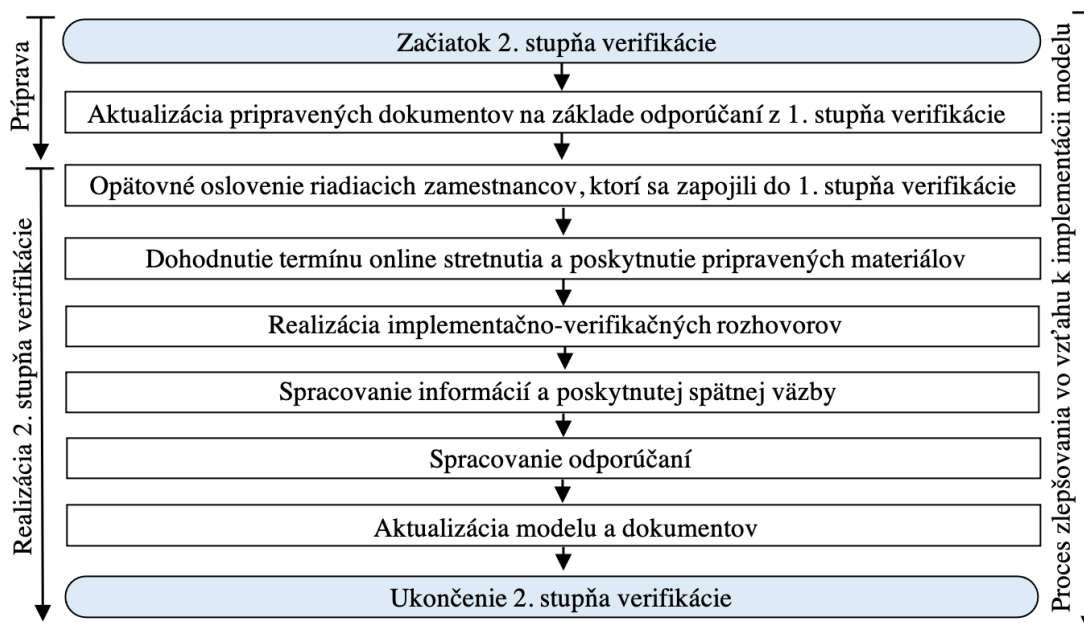 Začiatok 2. stupňa verifikácie
Príprava
Aktualizácia pripravených dokumentov na základe odporúčaní z 1. stupňa verifikácie
Opätovné oslovenie riadiacich zamestnancov, ktorí sa zapojili do 1. stupňa verifikácie
Dohodnutie termínu online stretnutia a poskytnutie pripravených materiálov
Realizácia implementačno-verifikačných rozhovorov
Spracovanie informácií a poskytnutej spätnej väzby
Spracovanie odporúčaní
Aktualizácia modelu a dokumentov
Ukončenie 2. stupňa verifikácie
Realizácia 2. stupňa verifikácie
Proces zlepšovania vo vzťahu k implementácii modelu